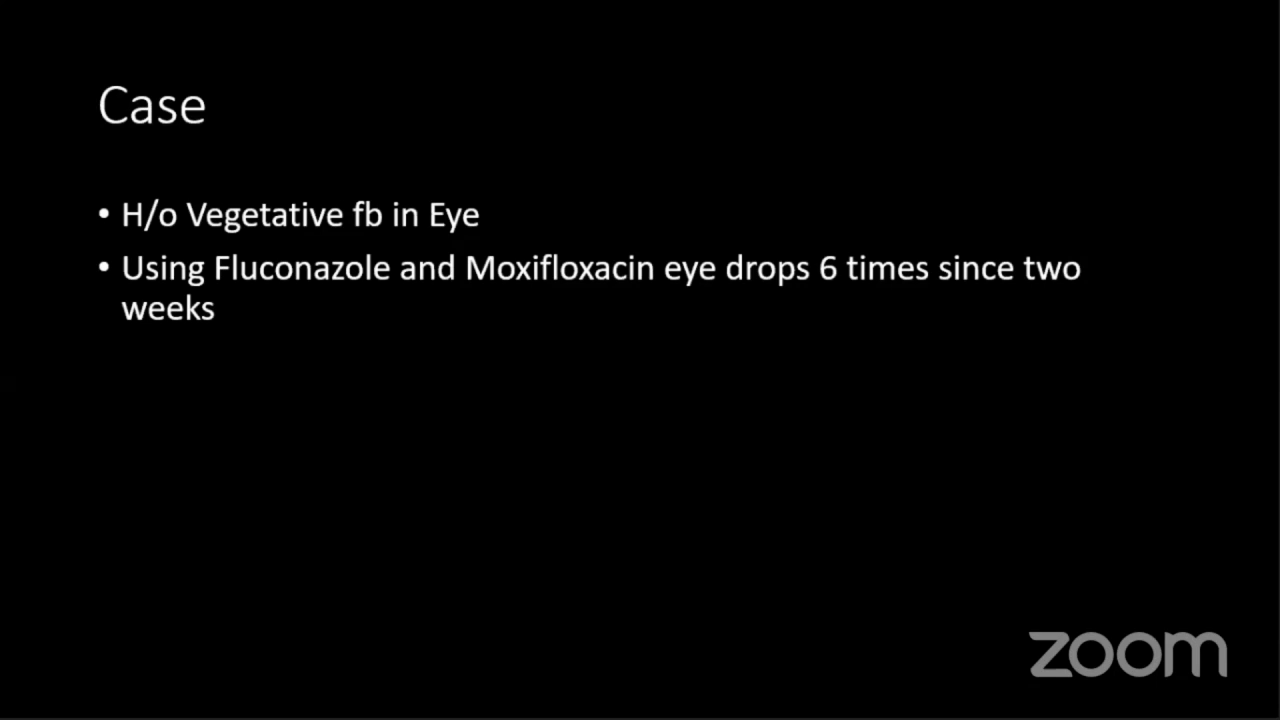 Case
• H/o Vegetative fb in Eye
• Using Fluconazole and Moxifloxacin eye drops 6 times since two
weeks
zoom